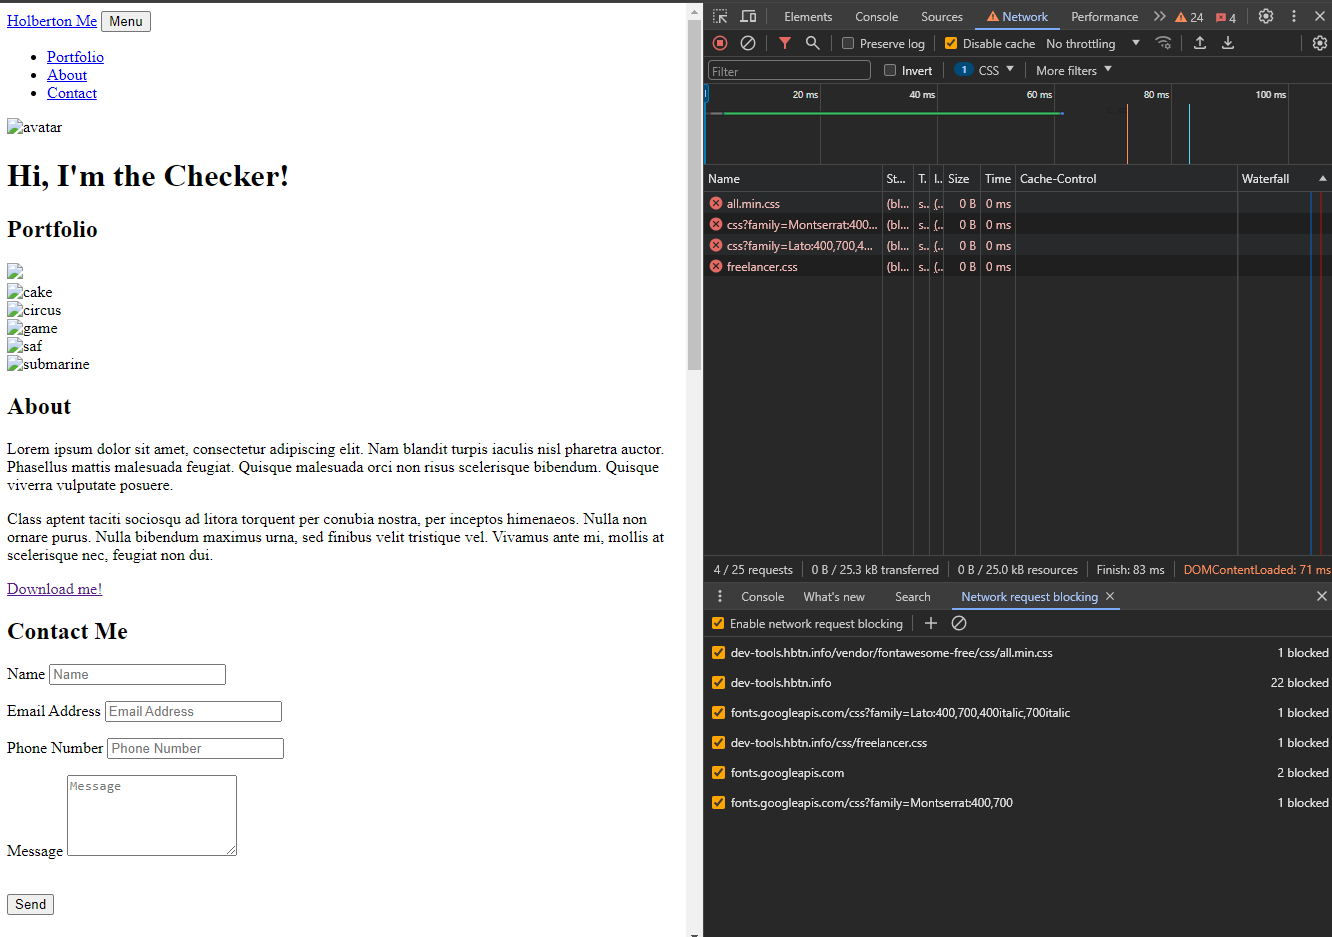 Holberton Me Menu
Portfolio
About
Contact
avatar
Hi, I'm the Checker!
Portfolio
cake
circus
game
saf
submarine
About
Lorem ipsum dolor sit amet, consectetur adipiscing elit. Nam blandit turpis iaculis nisl pharetra auctor.
Phasellus mattis malesuada feugiat. Quisque malesuada orci non risus scelerisque bibendum. Quisque
viverra vulputate posuere.
Class aptent taciti sociosqu ad litora torquent per conubia nostra, per inceptos himenaeos. Nulla non
ornare purus. Nulla bibendum maximus urna, sed finibus velit tristique vel. Vivamus ante mi, mollis at
scelerisque nec, feugiat non dui.
Download me!
Contact Me
Name Name
Email Address Email Address
Phone Number Phone Number
Message
Message
Send
Elements Console Sources Network Performance 24 4
Preserve log Disable cache No throttling
Filter Invert 1 CSS More filters
20 ms 40 ms 60 ms 80 ms 100 ms
Name St... T. I.. Size Time Cache-Control Waterfall
all.min.css (bl... s.. (.. 0 B 0 ms
css?family=Montserrat:400... (bl... s.. (.. 0 B 0 ms
css?family=Lato:400,700,4... (bl... s.. (.. 0 B 0 ms
freelancer.css (bl... s.. (.. 0 B 0 ms
4 / 25 requests 0 B / 25.3 kB transferred 0 B / 25.0 kB resources Finish: 83 ms DOMContentLoaded: 71 ms
Console What's new Search Network request blocking
Enable network request blocking
dev-tools.hbtn.info/vendor/fontawesome-free/css/all.min.css 1 blocked
dev-tools.hbtn.info 22 blocked
fonts.googleapis.com/css?family=Lato:400,700,400italic,700italic 1 blocked
dev-tools.hbtn.info/css/freelancer.css 1 blocked
fonts.googleapis.com 2 blocked
fonts.googleapis.com/css?family=Montserrat:400,700 1 blocked